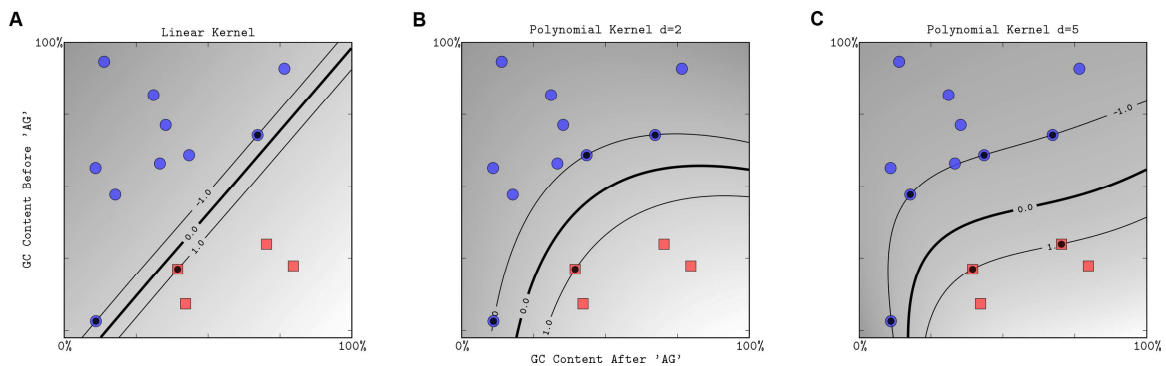 A
Linear Kernel
100%
GC Content Before 'AG'
-1.0
0.0
1.0
0%
100%
B
Polynomial Kernel d=2
100%
0.0
1.0
0%
100%
GC Content After 'AG'
C
Polynomial Kernel d=5
100%
-1.0
0.0
0%
100%